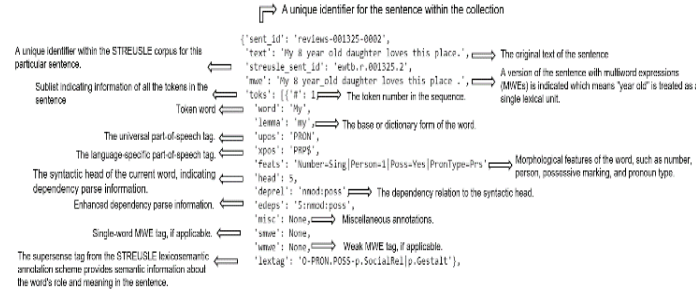 A unique identifier for the sentence within the collection
{'sent_id': 'reviews-001325-0002',
A unique identifier within the STREUSLE corpus for this particular sentence.
'text': 'My 8 year old daughter loves this place.',
The original text of the sentence
'streusle_sent_id': 'ewtb.r.001325.2',
'mwe': 'My 8 year_old daughter loves this place .',
A version of the sentence with multiword expressions
(MWEs) is indicated which means "year old" is treated as a
single lexical unit.
Sublist indicating information of all the tokens in the
sentence
'toks': [{'#': 1,
The token number in the sequence.
Token word
'word': 'My',
'lemma': 'my',
The base or dictionary form of the word.
The universal part-of-speech tag.
'upos': 'PRON',
The language-specific part-of-speech tag.
'xpos': 'PRP$',
'feats': 'Number=Sing|Person=1|Poss=Yes|PronType=Prs'
Morphological features of the word, such as number,
person, possessive marking, and pronoun type.
The syntactic head of the current word, indicating
dependency parse information.
'head': 5,
'deprel': 'nmod:poss',
The dependency relation to the syntactic head.
Enhanced dependency parse information.
'edeps': '5:nmod:poss',
'misc': None,
Miscellaneous annotations.
Single-word MWE tag, if applicable.
'smwe': None,
'wmwe': None,
Weak MWE tag, if applicable.
The supersense tag from the STREUSLE lexicosemantic
annotation scheme provides semantic information about
the word's role and meaning in the sentence.
'lextag': 'O-PRON.POSS-p.SocialRel|p.Gestalt'},